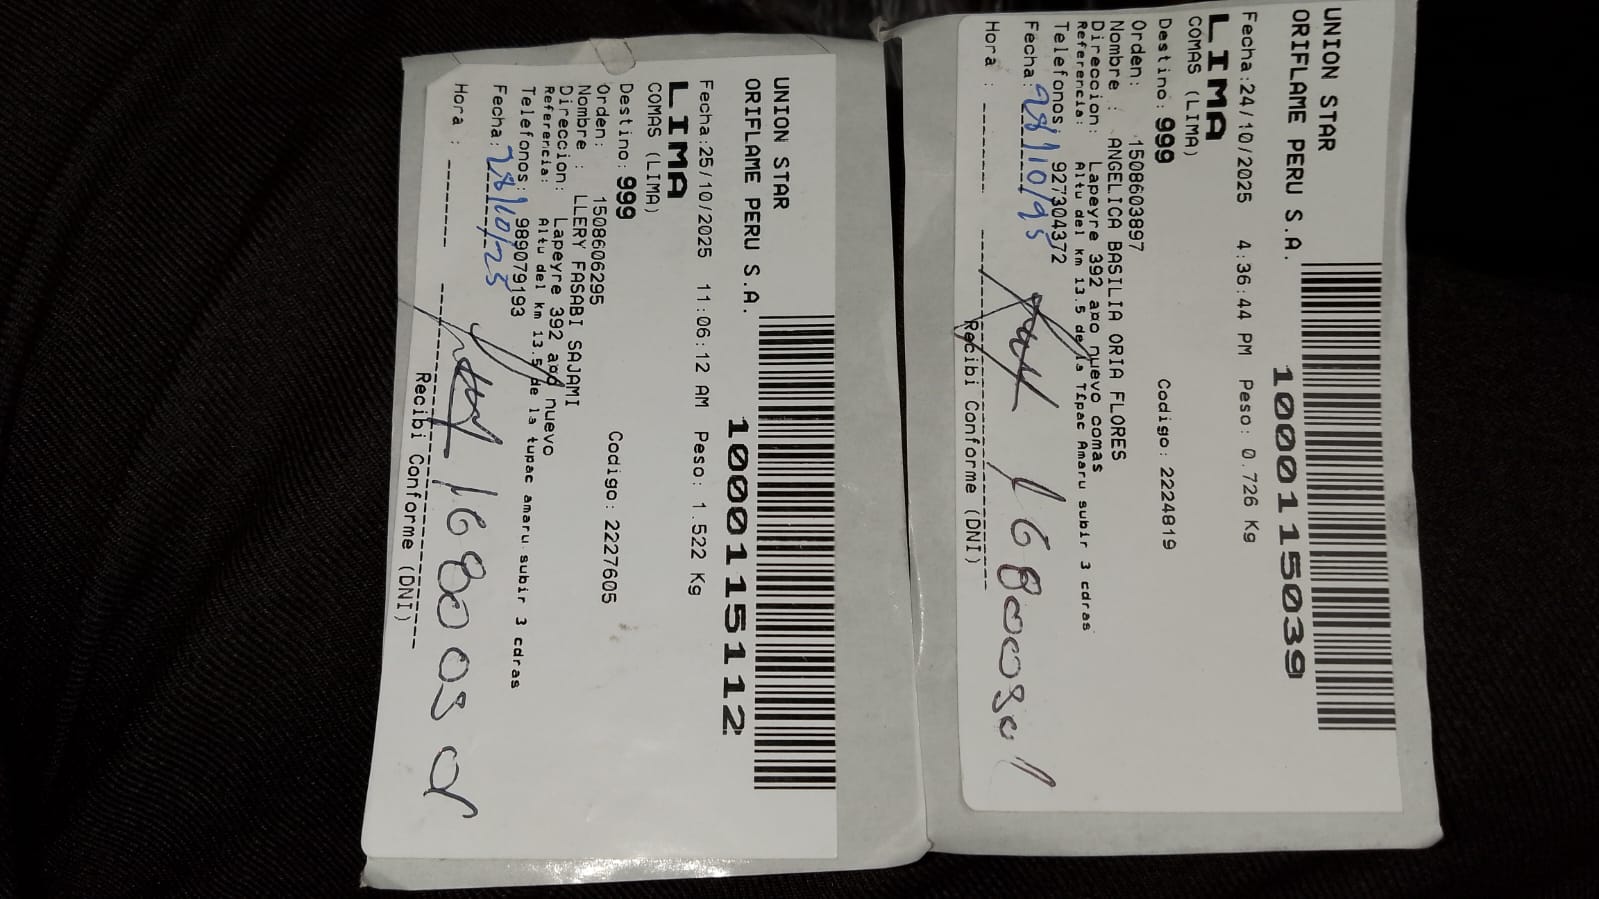 UNION STAR
ORIFLAME PERU S.A.
1000115039
Fecha:24/10/2025 4:36:44 PM Peso: 0.726 Kg
LIMA
COMAS (LIMA)
Destino: 999 Codigo: 2224819
Orden: 1508603897
Nombre : ANGELICA BASILIA ORIA FLORES
Direccion: Lapeyre 392 año nuevo comas
Referencia: Altu del km 13.5 de la Túpac Amaru subir 3 cdras
Telefonos: 927304372
Fecha: 28/10/25
Hora :
Recibi Conforme (DNI)
UNION STAR
ORIFLAME PERU S.A.
1000115112
Fecha:25/10/2025 11:06:12 AM Peso: 1.522 Kg
LIMA
COMAS (LIMA)
Destino: 999 Codigo: 2227605
Orden: 1508606295
Nombre : LLERY FASABI SAJAMI
Direccion: Lapeyre 392 año nuevo
Referencia: Altu del km 13.5 de la tupac amaru subir 3 cdras
Telefonos: 989079193
Fecha: 28/10/25
Hora :
Recibi Conforme (DNI)